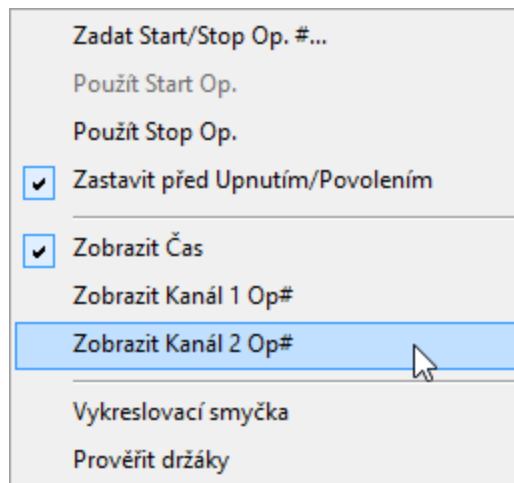 Zadat Start/Stop Op. #...
Použít Start Op.
Použít Stop Op.
Zastavit před Upnutím/Povolením
Zobrazit Čas
Zobrazit Kanál 1 Op#
Zobrazit Kanál 2 Op#
Vykreslovací smyčka
Prověřit držáky